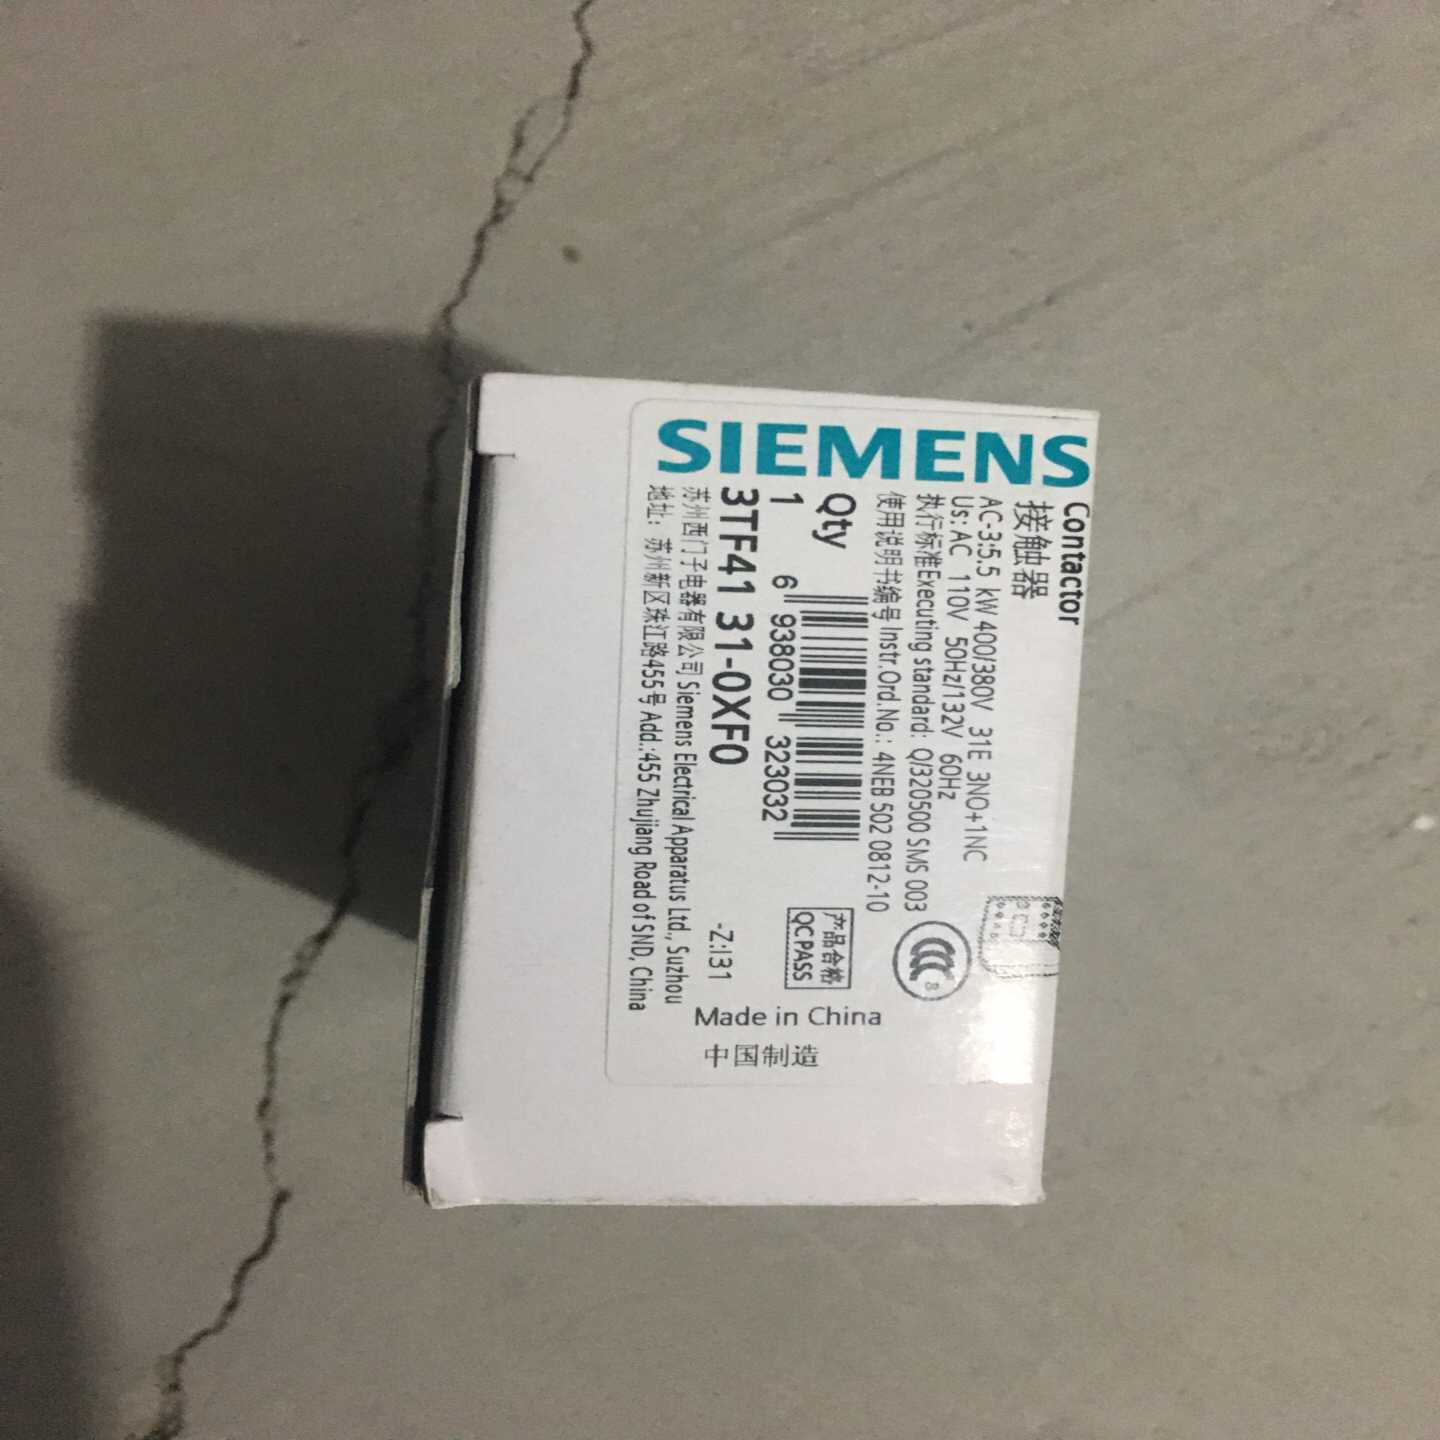 SIEMENS
Contactor
接触器
AC-3:5.5 kW 400/380V 31E 3NO+1NC
Us: AC 110V 50Hz/132V 60Hz
执行标准Executing standard: Q/320500 SMS 003
使用说明书编号 Instr.Ord.No.: 4NEB 502 0812-10
Qty
1
6 938030 323032
产品合格
QC PASS
3TF41 31-0XF0
-Z:I31
苏州西门子电器有限公司 Siemens Electrical Apparatus Ltd., Suzhou
地址: 苏州新区珠江路455号 Add.:455 Zhujiang Road of SND, China
Made in China
中国制造